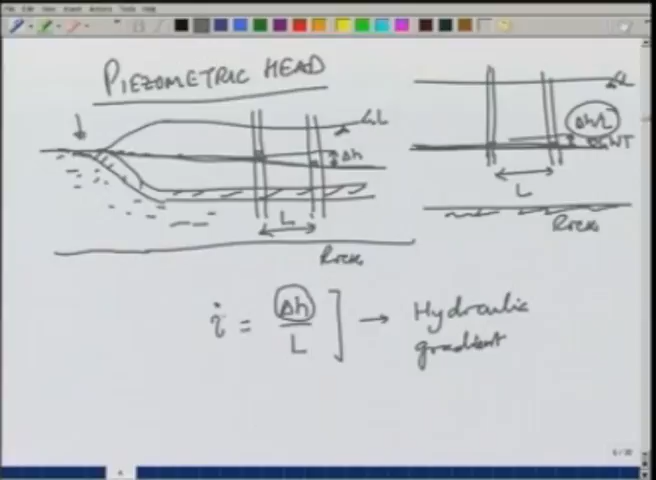 PIEZOMETRIC HEAD
G.L
Δh
L
Rock
GL
Δh/L
GWT
L
Rock
i = Δh / L → Hydraulic gradient